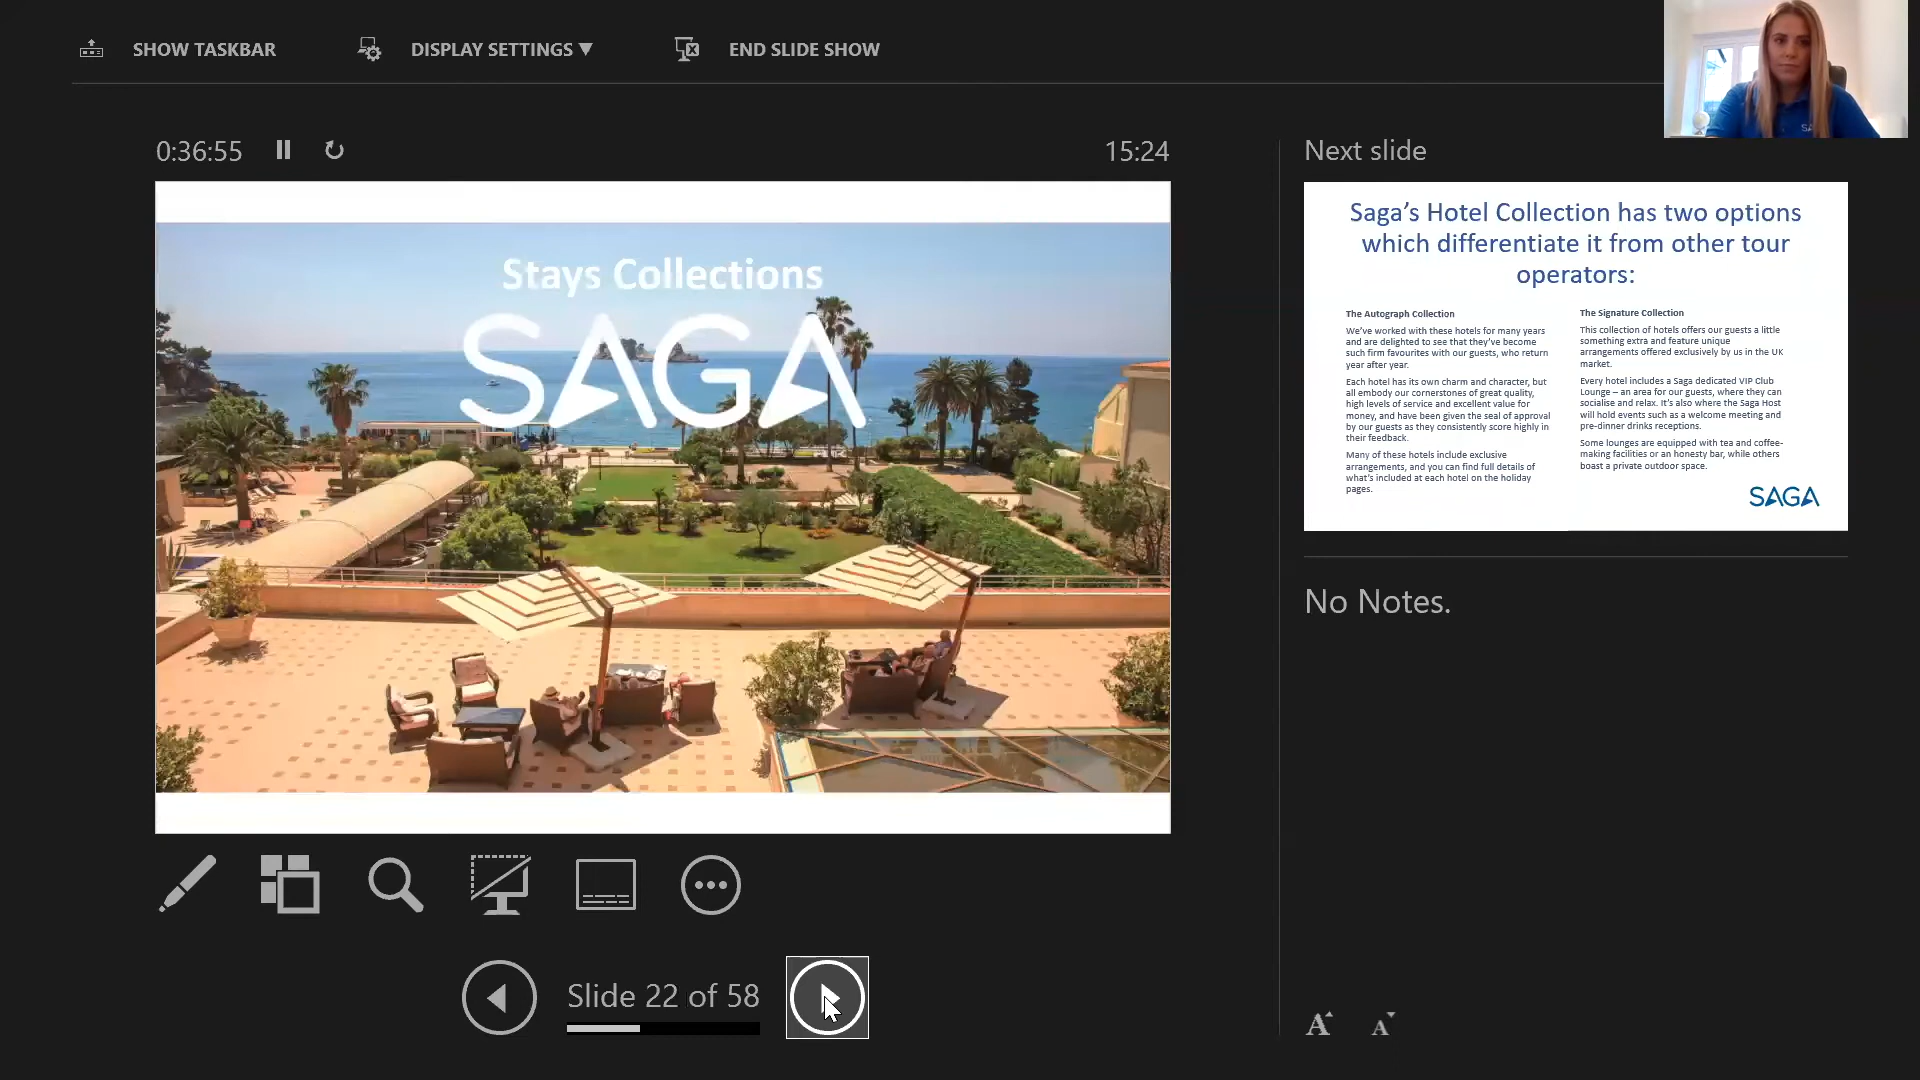 SHOW TASKBAR
DISPLAY SETTINGS ▼
END SLIDE SHOW
0:36:55
15:24
Stays Collections
SAGA
Slide 22 of 58
Next slide
Saga's Hotel Collection has two options
which differentiate it from other tour
operators:
The Autograph Collection
We've worked with these hotels for many years
and are delighted to see that they've become
such firm favourites with our guests, who return
year after year.
Each hotel has its own charm and character, but
all embody our cornerstones of great quality,
high levels of service and excellent value for
money, and have been given the seal of approval
by our guests as they consistently score highly in
their feedback.
Many of these hotels include exclusive
arrangements, and you can find full details of
what's included at each hotel on the holiday
pages.
The Signature Collection
This collection of hotels offers our guests a little
something extra and feature unique
arrangements offered exclusively by us in the UK
market.
Every hotel includes a Saga dedicated VIP Club
Lounge – an area for our guests, where they can
socialise and relax. It's also where the Saga Host
will hold events such as a welcome meeting and
pre-dinner drinks receptions.
Some lounges are equipped with tea and coffee-
making facilities or an honesty bar, while others
boast a private outdoor space.
SAGA
No Notes.
A A